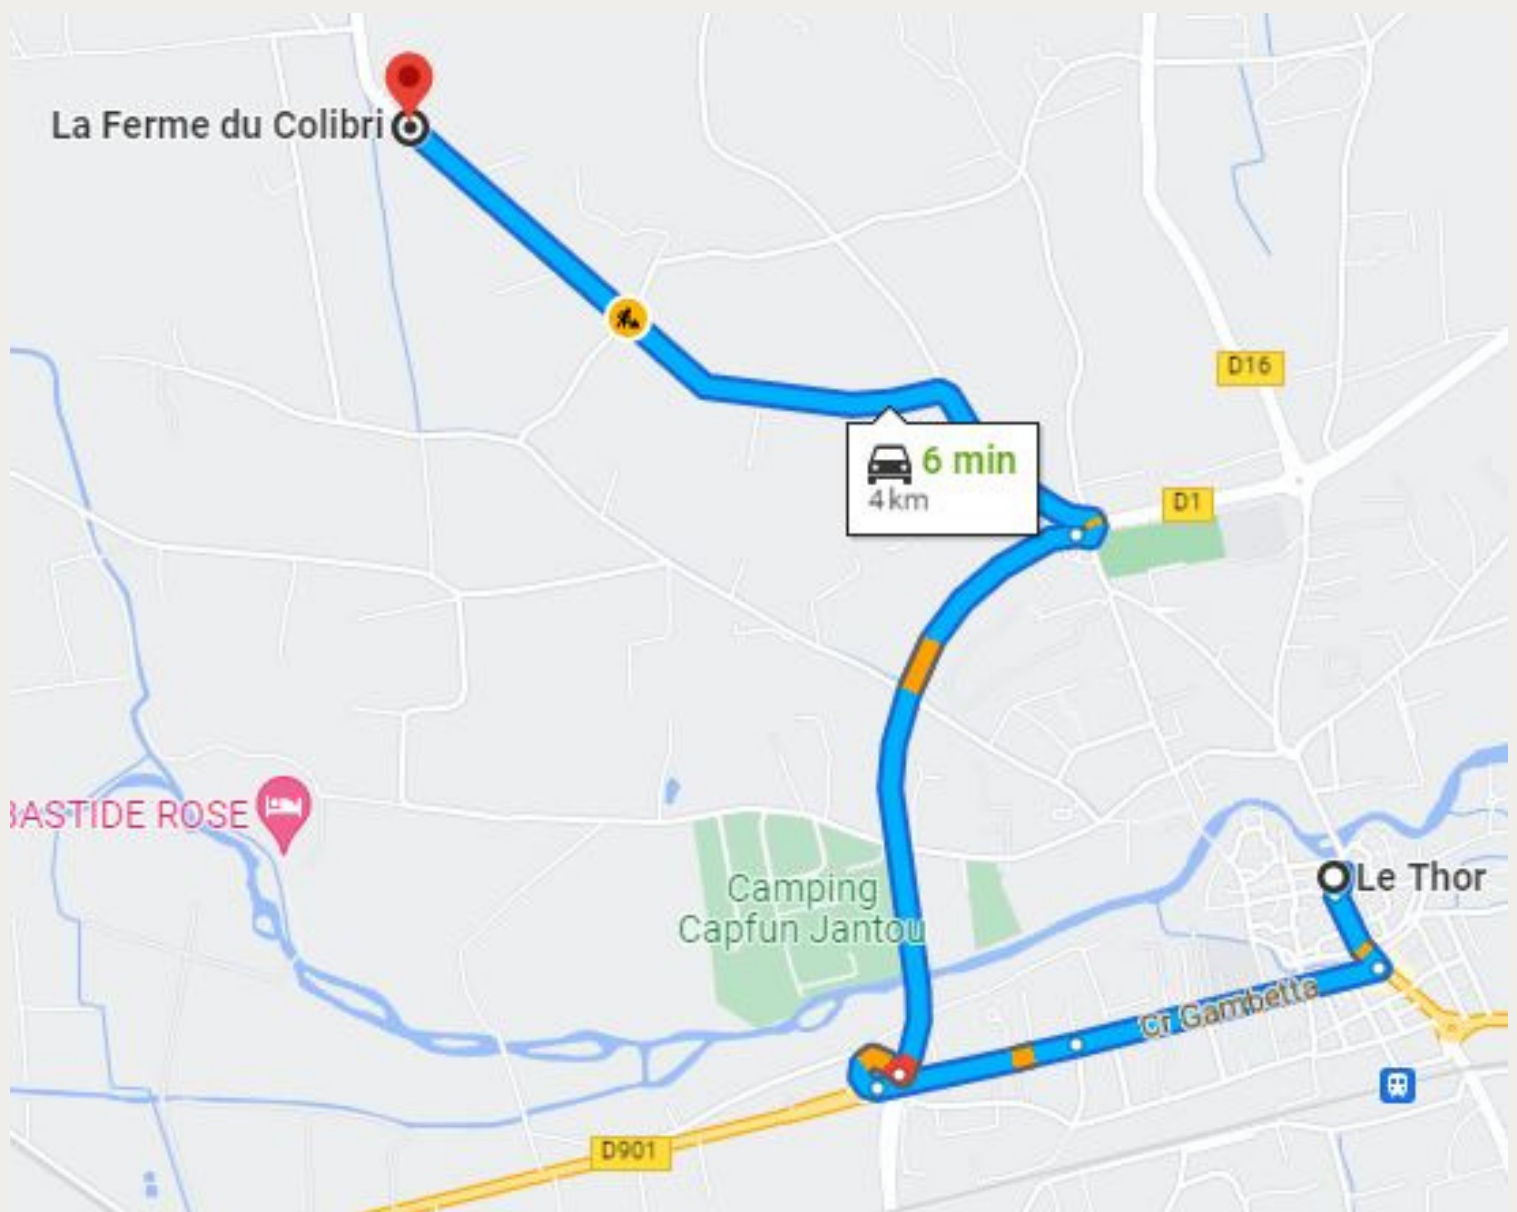 La Ferme du Colibri
D16
6 min
4 km
D1
BASTIDE ROSE
Camping
Capfun Jantou
Le Thor
Cr Gambetta
D901